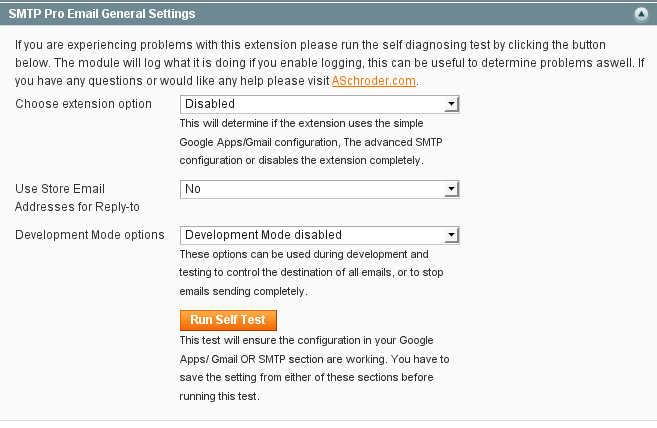 SMTP Pro Email General Settings
If you are experiencing problems with this extension please run the self diagnosing test by clicking the button
below. The module will log what it is doing if you enable logging, this can be useful to determine problems aswell. If
you have any questions or would like any help please visit ASchroder.com.
Choose extension option
Disabled
This will determine if the extension uses the simple
Google Apps/Gmail configuration, The advanced SMTP
configuration or disables the extension completely.
Use Store Email
Addresses for Reply-to
No
Development Mode options
Development Mode disabled
These options can be used during development and
testing to control the destination of all emails, or to stop
emails sending completely.
Run Self Test
This test will ensure the configuration in your Google
Apps/ Gmail OR SMTP section are working. You have to
save the setting from either of these sections before
running this test.